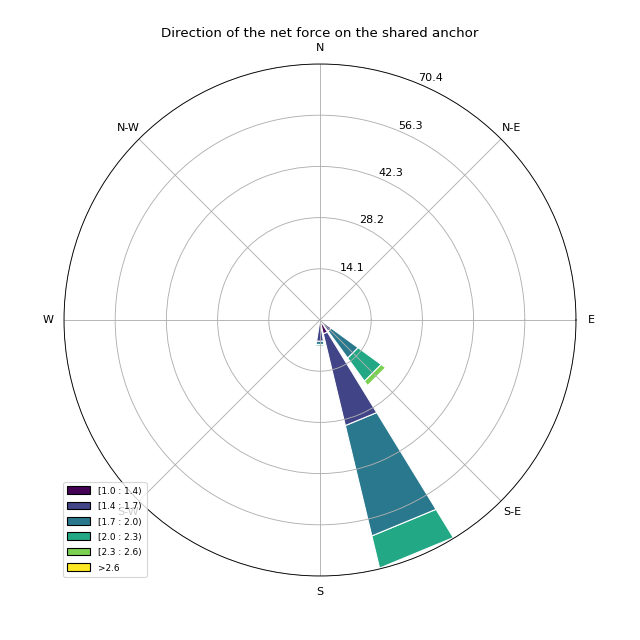 Direction of the net force on the shared anchor
N
70.4
N-W
N-E
56.3
42.3
28.2
14.1
W
E
[1.0 : 1.4)
[1.4 : 1.7)
S-W
S-E
[1.7 : 2.0)
[2.0 : 2.3)
[2.3 : 2.6)
>2.6
S